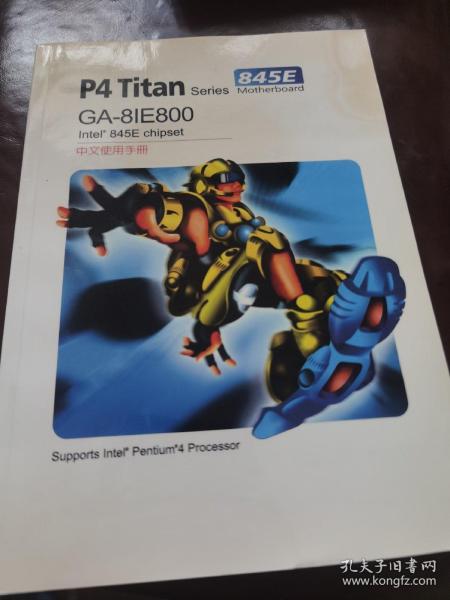 P4 Titan Series 845E
Motherboard
GA-8IE800
Intel® 845E chipset
中文使用手冊
Supports Intel® Pentium®4 Processor
孔夫子旧书网
www.kongfz.com